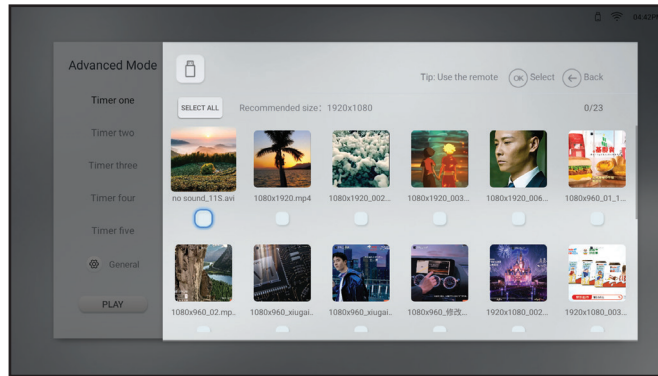 04:42PM
Advanced Mode
Tip: Use the remote OK Select Back
Timer one
SELECT ALL Recommended size: 1920x1080 0/23
Timer two
Timer three
Timer four
Timer five
General
PLAY
no sound_11S.avi 1080x1920.mp4 1080x1920_002... 1080x1920_003... 1080x1920_006... 1080x960_01_1...
1080x960_02.mp.. 1080x960_xiugai.. 1080x960_xiugai.. 1080x960_修改... 1920x1080_002... 1920x1080_003...